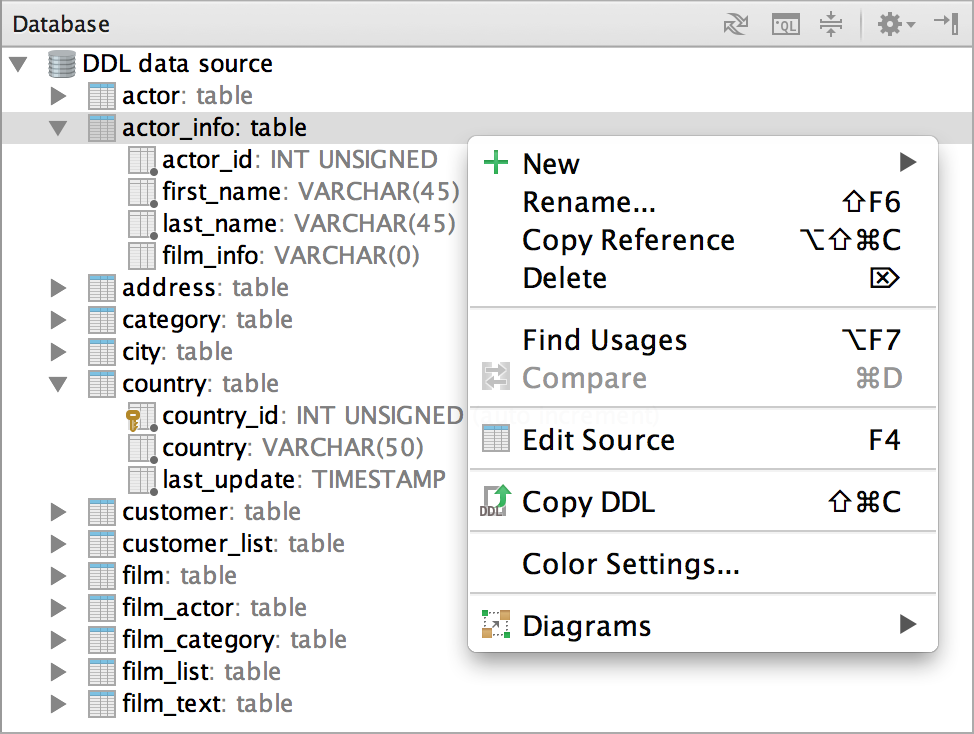 Database
QL
DDL data source
actor: table
actor_info: table
actor_id: INT UNSIGNED
first_name: VARCHAR(45)
last_name: VARCHAR(45)
film_info: VARCHAR(0)
address: table
category: table
city: table
country: table
country_id: INT UNSIGNED
country: VARCHAR(50)
last_update: TIMESTAMP
customer: table
customer_list: table
film: table
film_actor: table
film_category: table
film_list: table
film_text: table
New
Rename... ⇧F6
Copy Reference ⌥⇧⌘C
Delete ⌦
Find Usages ⌥F7
Compare ⌘D
Edit Source F4
DDL Copy DDL ⇧⌘C
Color Settings...
Diagrams